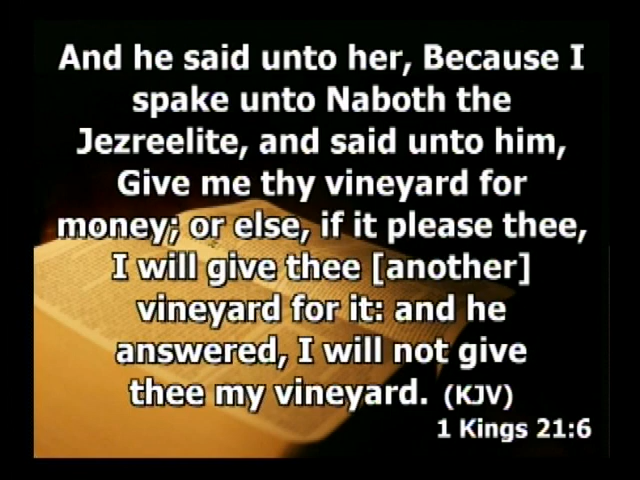 And he said unto her, Because I
spake unto Naboth the
Jezreelite, and said unto him,
Give me thy vineyard for
money; or else, if it please thee,
I will give thee [another]
vineyard for it: and he
answered, I will not give
thee my vineyard. (KJV)
1 Kings 21:6